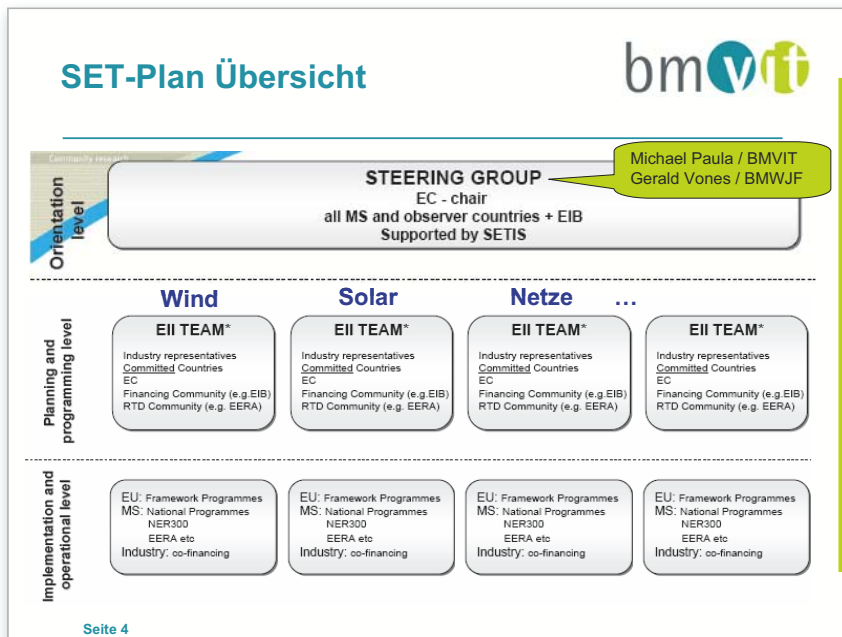 SET-Plan Übersicht
bmvit
Community research
Michael Paula / BMVIT
Gerald Vones / BMWJF
Orientation
level
STEERING GROUP
EC - chair
all MS and observer countries + EIB
Supported by SETIS
Wind
Solar
Netze
...
Planning and
programming level
EII TEAM*
Industry representatives
Committed Countries
EC
Financing Community (e.g.EIB)
RTD Community (e.g. EERA)
EII TEAM*
Industry representatives
Committed Countries
EC
Financing Community (e.g.EIB)
RTD Community (e.g. EERA)
EII TEAM*
Industry representatives
Committed Countries
EC
Financing Community (e.g.EIB)
RTD Community (e.g. EERA)
EII TEAM*
Industry representatives
Committed Countries
EC
Financing Community (e.g.EIB)
RTD Community (e.g. EERA)
Implementation and
operational level
EU: Framework Programmes
MS: National Programmes
NER300
EERA etc
Industry: co-financing
EU: Framework Programmes
MS: National Programmes
NER300
EERA etc
Industry: co-financing
EU: Framework Programmes
MS: National Programmes
NER300
EERA etc
Industry: co-financing
EU: Framework Programmes
MS: National Programmes
NER300
EERA etc
Industry: co-financing
Seite 4